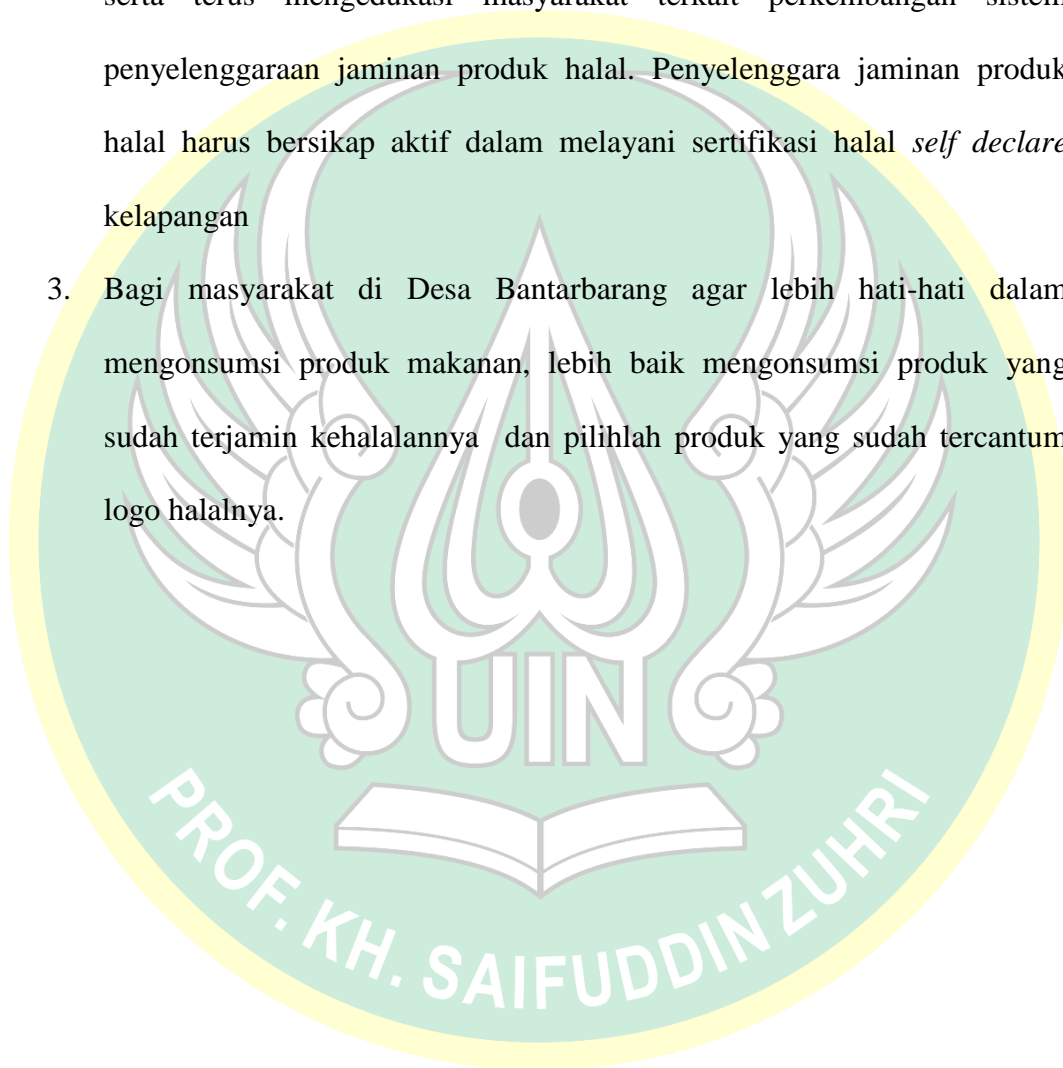 serta terus mengedukasi masyarakat terkait perkembangan sistem
penyelenggaraan jaminan produk halal. Penyelenggara jaminan produk
halal harus bersikap aktif dalam melayani sertifikasi halal self declare
kelapangan
3. Bagi masyarakat di Desa Bantarbarang agar lebih hati-hati dalam
mengonsumsi produk makanan, lebih baik mengonsumsi produk yang
sudah terjamin kehalalannya dan pilihlah produk yang sudah tercantum
logo halalnya.
UIN
PROF. KH. SAIFUDDIN ZUHRI